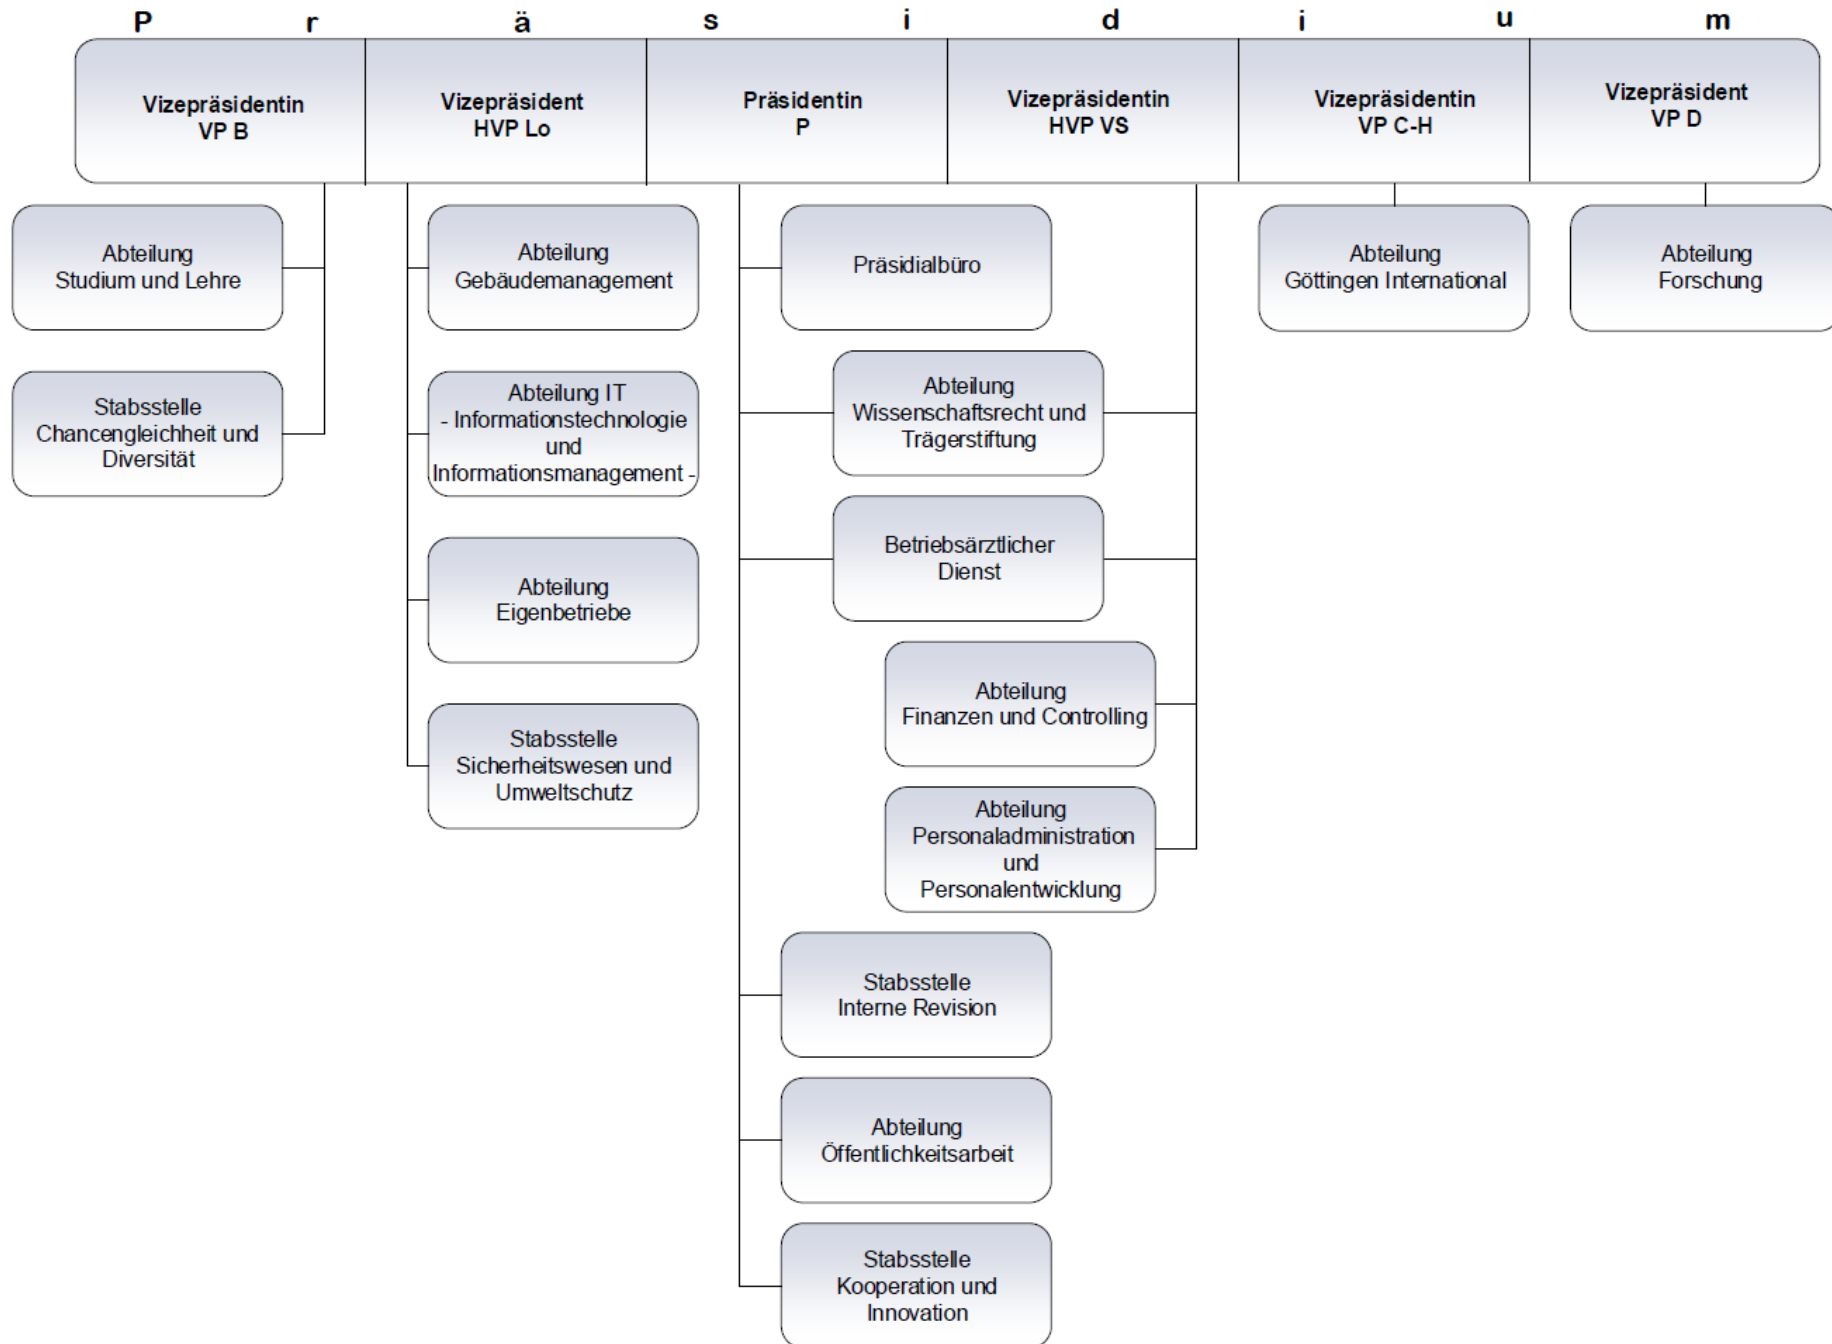 P r ä s i d i u m
Vizepräsidentin
VP B
Vizepräsident
HVP Lo
Präsidentin
P
Vizepräsidentin
HVP VS
Vizepräsidentin
VP C-H
Vizepräsident
VP D
Abteilung
Studium und Lehre
Stabsstelle
Chancengleichheit und
Diversität
Abteilung
Gebäudemanagement
Abteilung IT
- Informationstechnologie
und
Informationsmanagement -
Abteilung
Eigenbetriebe
Stabsstelle
Sicherheitswesen und
Umweltschutz
Präsidialbüro
Abteilung
Wissenschaftsrecht und
Trägerstiftung
Betriebsärztlicher
Dienst
Abteilung
Finanzen und Controlling
Abteilung
Personaladministration
und
Personalentwicklung
Stabsstelle
Interne Revision
Abteilung
Öffentlichkeitsarbeit
Stabsstelle
Kooperation und
Innovation
Abteilung
Göttingen International
Abteilung
Forschung